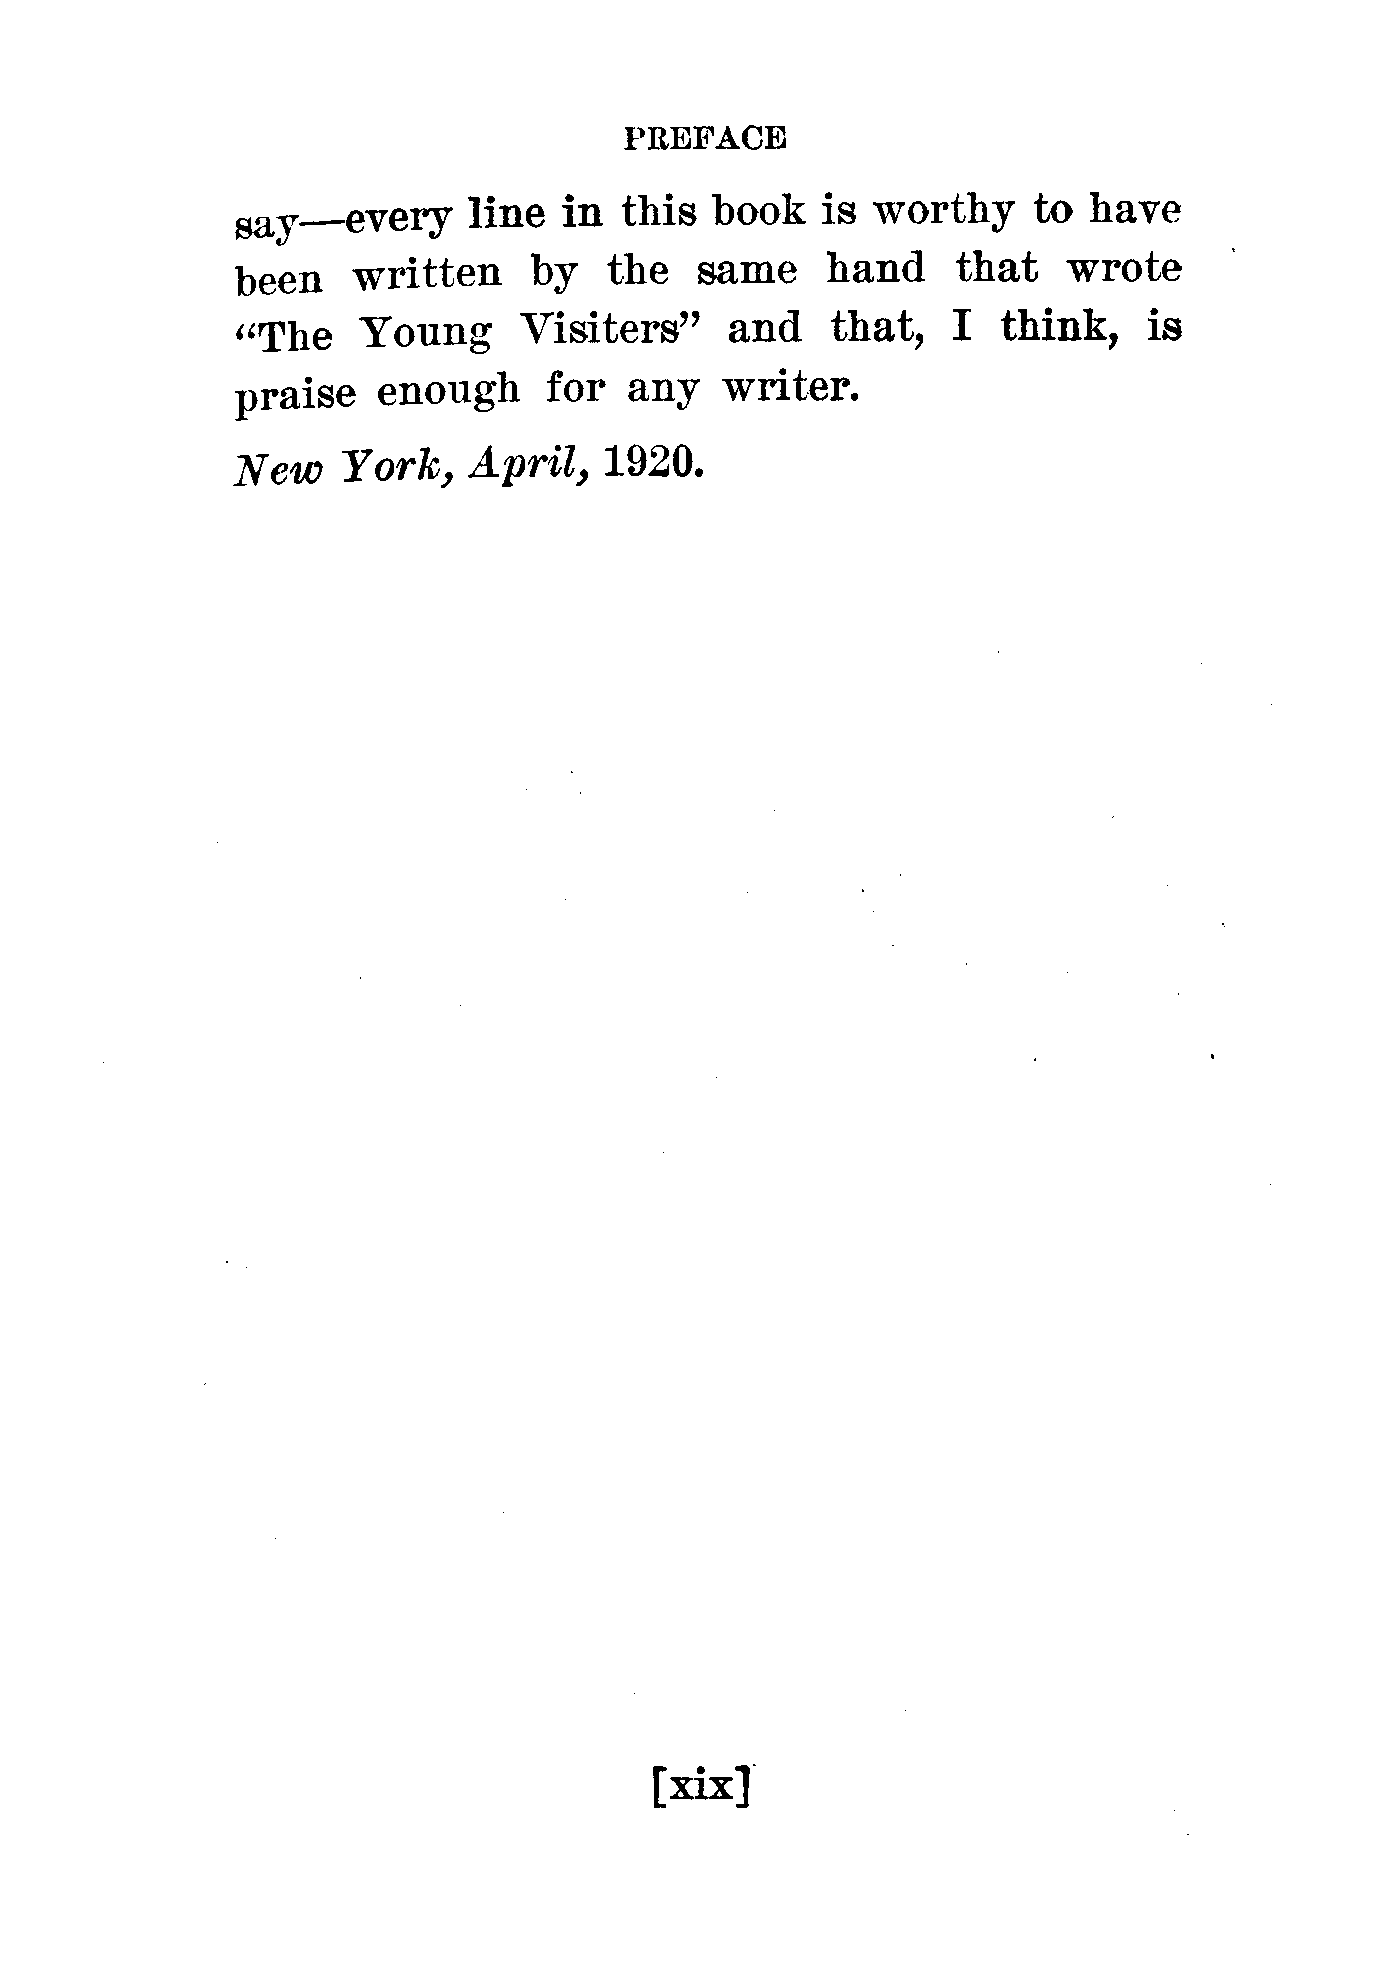 PREFACE
say—every line in this book is worthy to have
been written by the same hand that wrote
“The Young Visiters” and that, I think, is
praise enough for any writer.
New York, April, 1920.
[xix]